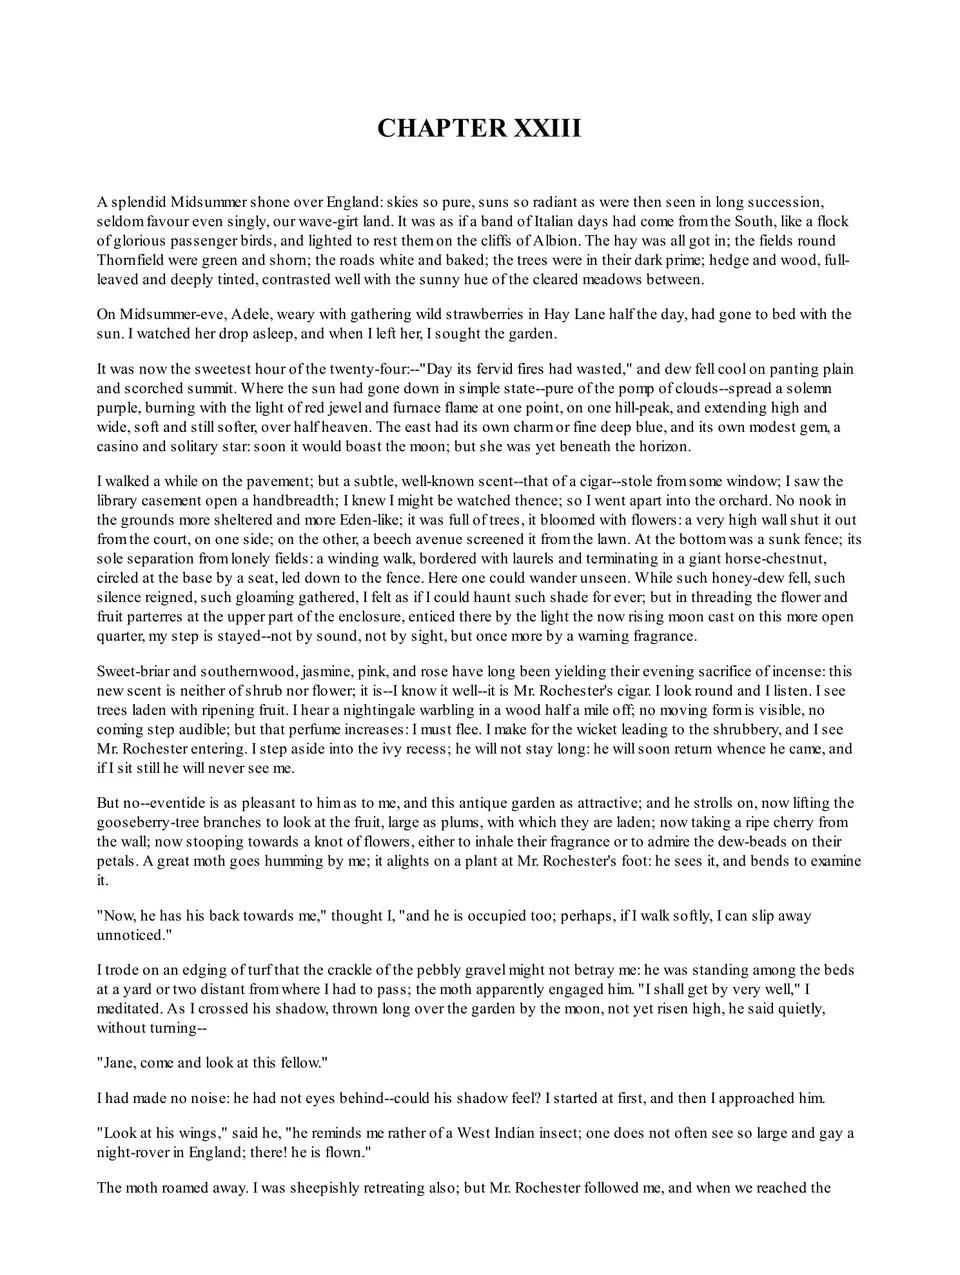 CHAPTER XXIII
A splendid Midsummer shone over England: skies so pure, suns so radiant as were then seen in long succession,
seldom favour even singly, our wave-girt land. It was as if a band of Italian days had come from the South, like a flock
of glorious passenger birds, and lighted to rest them on the cliffs of Albion. The hay was all got in; the fields round
Thornfield were green and shorn; the roads white and baked; the trees were in their dark prime; hedge and wood, full-
leaved and deeply tinted, contrasted well with the sunny hue of the cleared meadows between.
On Midsummer-eve, Adele, weary with gathering wild strawberries in Hay Lane half the day, had gone to bed with the
sun. I watched her drop asleep, and when I left her, I sought the garden.
It was now the sweetest hour of the twenty-four:--"Day its fervid fires had wasted," and dew fell cool on panting plain
and scorched summit. Where the sun had gone down in simple state--pure of the pomp of clouds--spread a solemn
purple, burning with the light of red jewel and furnace flame at one point, on one hill-peak, and extending high and
wide, soft and still softer, over half heaven. The east had its own charm or fine deep blue, and its own modest gem, a
casino and solitary star: soon it would boast the moon; but she was yet beneath the horizon.
I walked a while on the pavement; but a subtle, well-known scent--that of a cigar--stole from some window; I saw the
library casement open a handbreadth; I knew I might be watched thence; so I went apart into the orchard. No nook in
the grounds more sheltered and more Eden-like; it was full of trees, it bloomed with flowers: a very high wall shut it out
from the court, on one side; on the other, a beech avenue screened it from the lawn. At the bottom was a sunk fence; its
sole separation from lonely fields: a winding walk, bordered with laurels and terminating in a giant horse-chestnut,
circled at the base by a seat, led down to the fence. Here one could wander unseen. While such honey-dew fell, such
silence reigned, such gloaming gathered, I felt as if I could haunt such shade for ever; but in threading the flower and
fruit parterres at the upper part of the enclosure, enticed there by the light the now rising moon cast on this more open
quarter, my step is stayed--not by sound, not by sight, but once more by a warning fragrance.
Sweet-briar and southernwood, jasmine, pink, and rose have long been yielding their evening sacrifice of incense: this
new scent is neither of shrub nor flower; it is--I know it well--it is Mr. Rochester's cigar. I look round and I listen. I see
trees laden with ripening fruit. I hear a nightingale warbling in a wood half a mile off; no moving form is visible, no
coming step audible; but that perfume increases: I must flee. I make for the wicket leading to the shrubbery, and I see
Mr. Rochester entering. I step aside into the ivy recess; he will not stay long: he will soon return whence he came, and
if I sit still he will never see me.
But no--eventide is as pleasant to him as to me, and this antique garden as attractive; and he strolls on, now lifting the
gooseberry-tree branches to look at the fruit, large as plums, with which they are laden; now taking a ripe cherry from
the wall; now stooping towards a knot of flowers, either to inhale their fragrance or to admire the dew-beads on their
petals. A great moth goes humming by me; it alights on a plant at Mr. Rochester's foot: he sees it, and bends to examine
it.
"Now, he has his back towards me," thought I, "and he is occupied too; perhaps, if I walk softly, I can slip away
unnoticed."
I trode on an edging of turf that the crackle of the pebbly gravel might not betray me: he was standing among the beds
at a yard or two distant from where I had to pass; the moth apparently engaged him. "I shall get by very well," I
meditated. As I crossed his shadow, thrown long over the garden by the moon, not yet risen high, he said quietly,
without turning--
"Jane, come and look at this fellow."
I had made no noise: he had not eyes behind--could his shadow feel? I started at first, and then I approached him.
"Look at his wings," said he, "he reminds me rather of a West Indian insect; one does not often see so large and gay a
night-rover in England; there! he is flown."
The moth roamed away. I was sheepishly retreating also; but Mr. Rochester followed me, and when we reached the